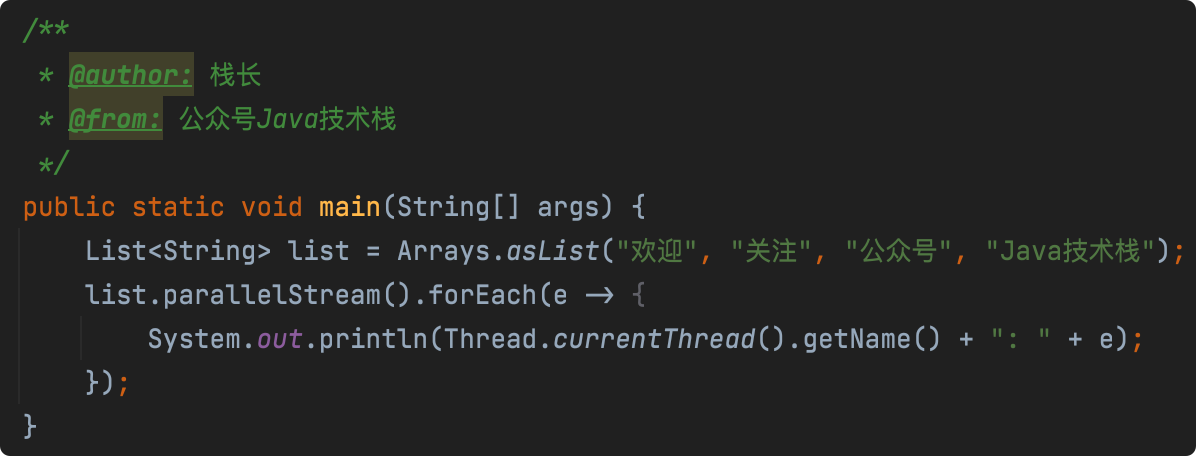 /**
 * @author: 栈长
 * @from: 公众号Java技术栈
 */
public static void main(String[] args) {
    List<String> list = Arrays.asList("欢迎", "关注", "公众号", "Java技术栈");
    list.parallelStream().forEach(e -> {
        System.out.println(Thread.currentThread().getName() + ": " + e);
    });
}